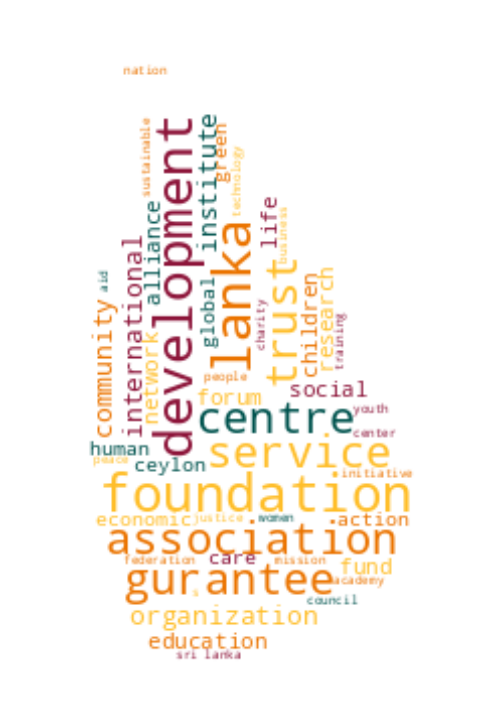 nation
sustainable
development
institute
green
technology
alliance
life
business
international
lanka
trust
aid
global
children
research
community
network
charity
training
people
forum
social
centre
youth
center
human
service
peace
ceylon
initiative
foundation
economic
justice
women
action
association
federation
care
mission
fund
gurantee
academy
council
organization
education
sri lanka